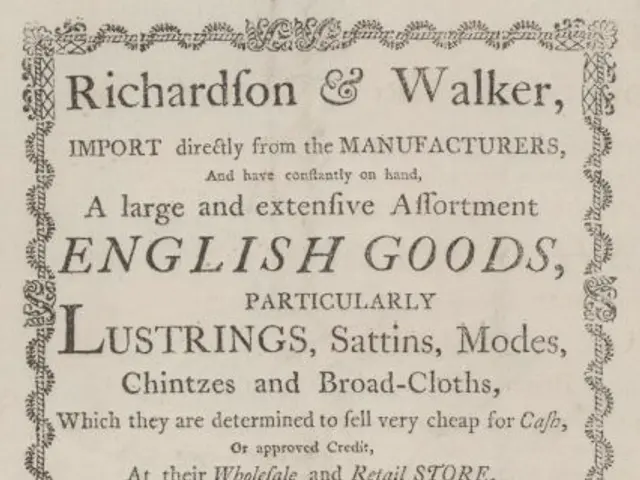 Richardſon & Walker,
IMPORT directly from the MANUFACTURERS,
And have conſtantly on hand,
A large and extenſive Aſſortment
ENGLISH GOODS,
PARTICULARLY
LUSTRINGS, Sattins, Modes,
Chintzes and Broad-Cloths,
Which they are determined to ſell very cheap for Caſh,
Or approved Credit,
At their Wholeſale and Retail STORE,